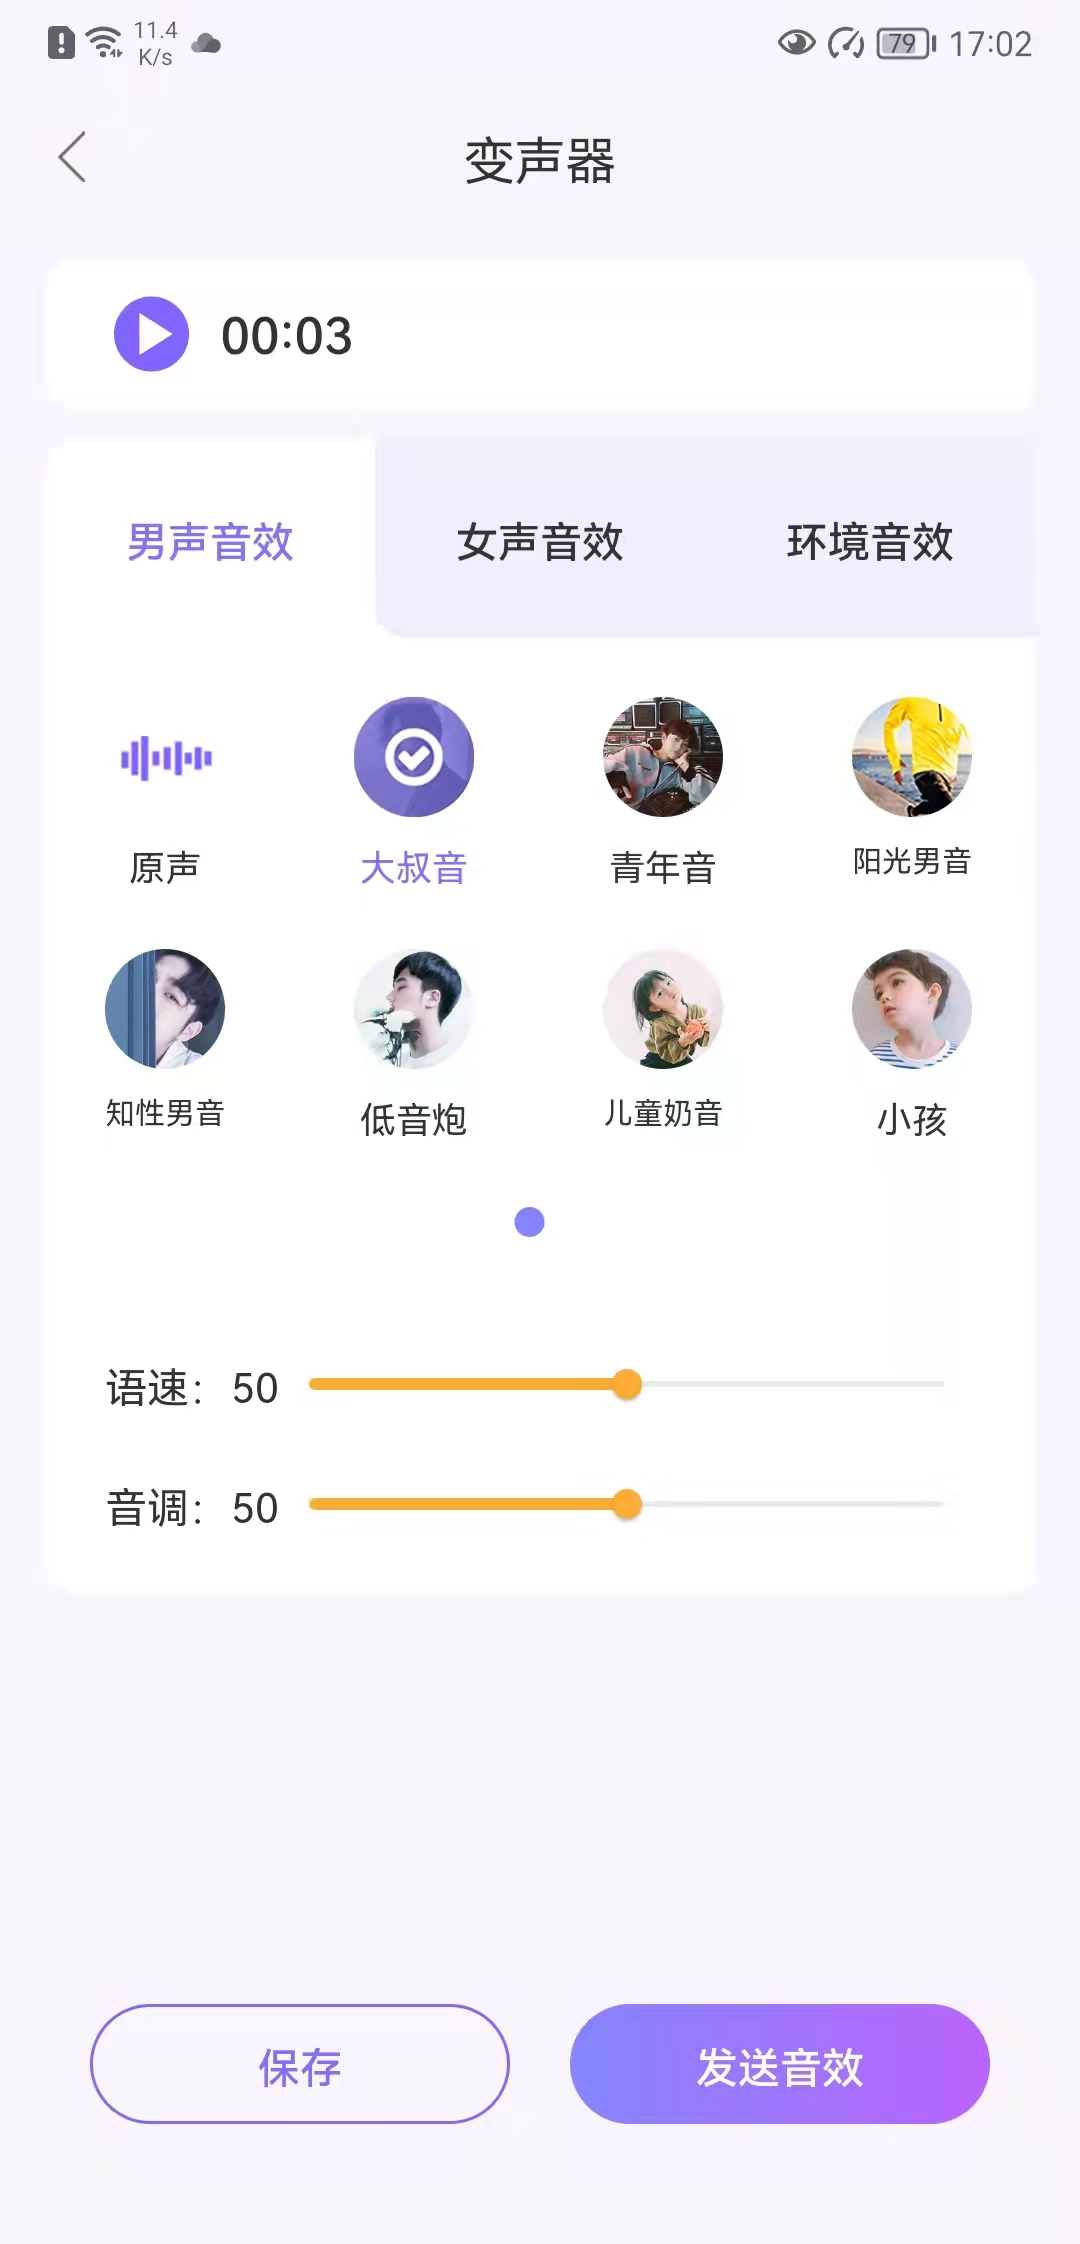 11.4
K/s
79
17:02
变声器
00:03
男声音效 女声音效 环境音效
原声 大叔音 青年音 阳光男音
知性男音 低音炮 儿童奶音 小孩
语速： 50
音调： 50
保存 发送音效